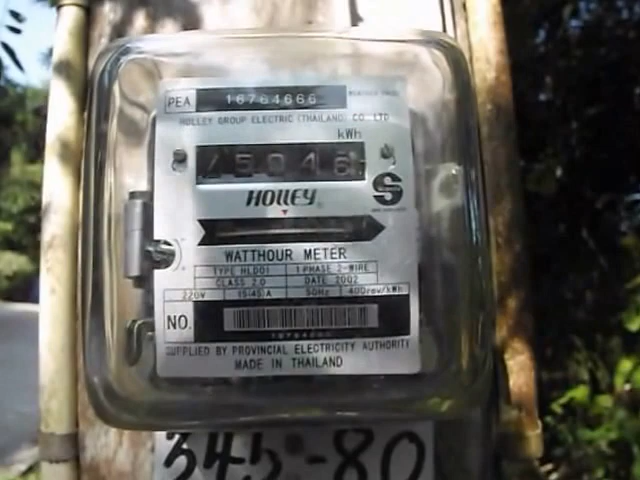 PEA 16764666
HOLLEY GROUP ELECTRIC (THAILAND) CO., LTD
kWh
5046
HOLLEY
S
WATTHOUR METER
TYPE HLD01 1 PHASE 2-WIRE
CLASS 2.0 DATE 2002
220V 15(45)A 50Hz 400rev/kWh
NO.
SUPPLIED BY PROVINCIAL ELECTRICITY AUTHORITY
MADE IN THAILAND
345-80